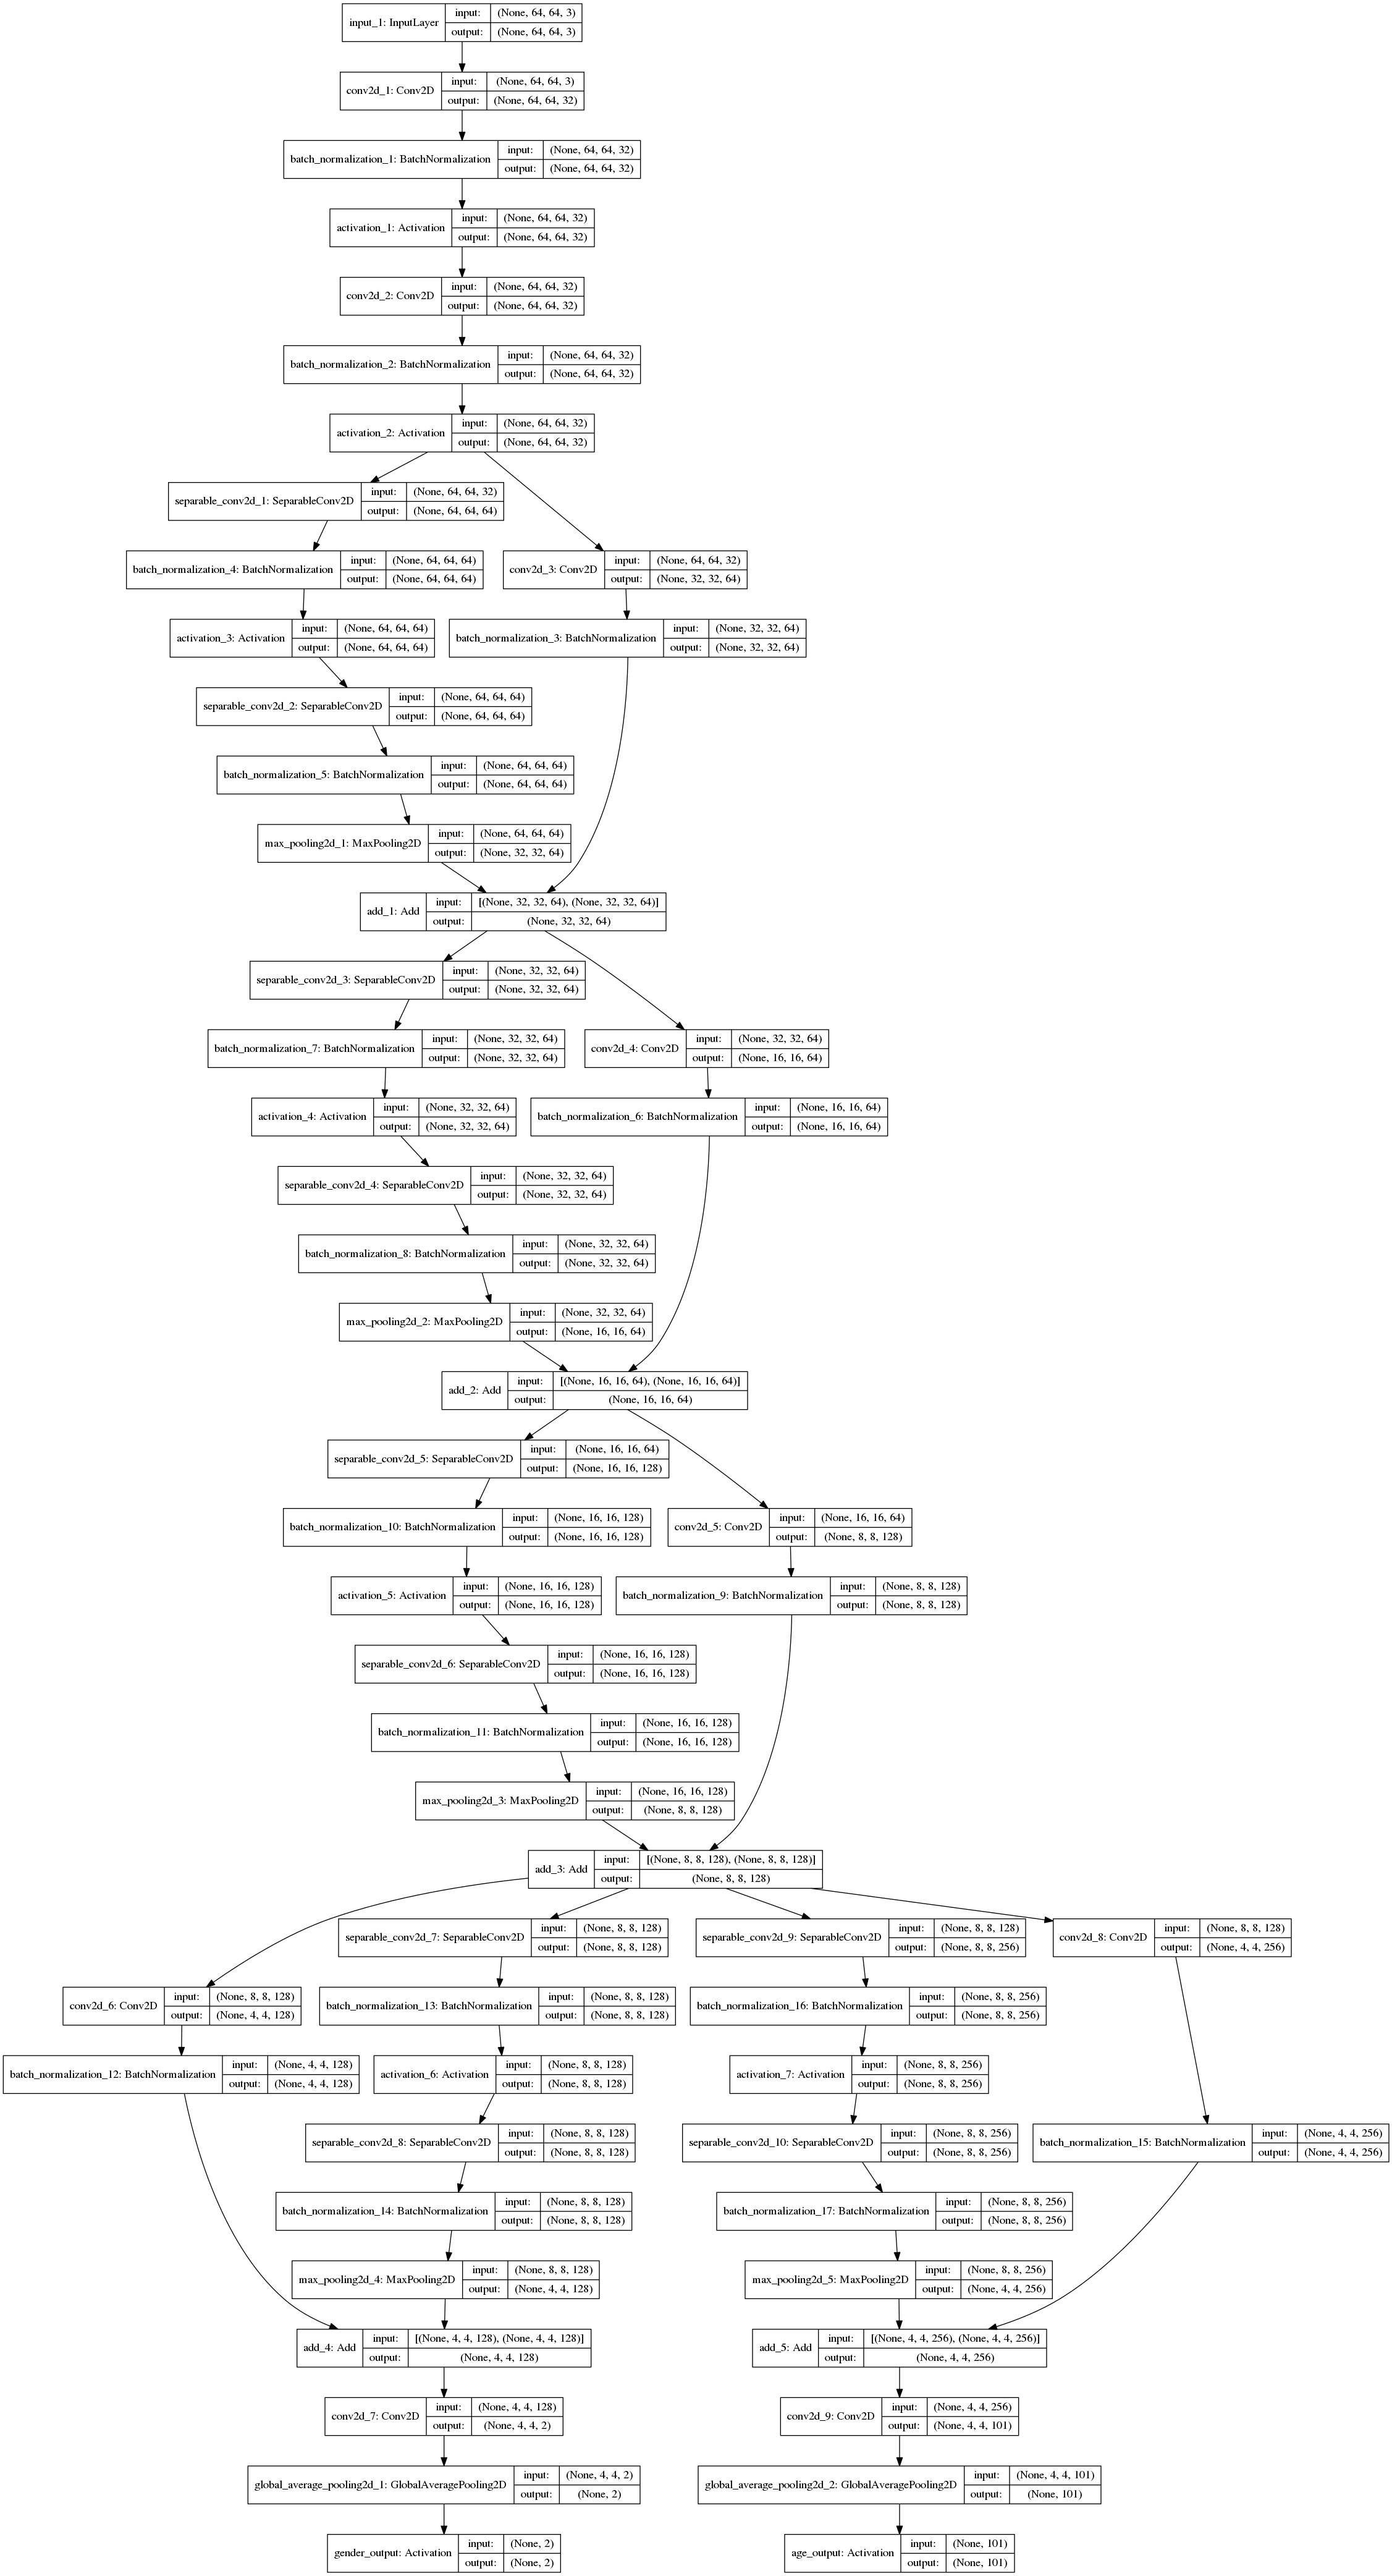 input_1: InputLayer
input: (None, 64, 64, 3)
output: (None, 64, 64, 3)
conv2d_1: Conv2D
input: (None, 64, 64, 3)
output: (None, 64, 64, 32)
batch_normalization_1: BatchNormalization
input: (None, 64, 64, 32)
output: (None, 64, 64, 32)
activation_1: Activation
input: (None, 64, 64, 32)
output: (None, 64, 64, 32)
conv2d_2: Conv2D
input: (None, 64, 64, 32)
output: (None, 64, 64, 32)
batch_normalization_2: BatchNormalization
input: (None, 64, 64, 32)
output: (None, 64, 64, 32)
activation_2: Activation
input: (None, 64, 64, 32)
output: (None, 64, 64, 32)
separable_conv2d_1: SeparableConv2D
input: (None, 64, 64, 32)
output: (None, 64, 64, 64)
batch_normalization_4: BatchNormalization
input: (None, 64, 64, 64)
output: (None, 64, 64, 64)
conv2d_3: Conv2D
input: (None, 64, 64, 32)
output: (None, 32, 32, 64)
activation_3: Activation
input: (None, 64, 64, 64)
output: (None, 64, 64, 64)
batch_normalization_3: BatchNormalization
input: (None, 32, 32, 64)
output: (None, 32, 32, 64)
separable_conv2d_2: SeparableConv2D
input: (None, 64, 64, 64)
output: (None, 64, 64, 64)
batch_normalization_5: BatchNormalization
input: (None, 64, 64, 64)
output: (None, 64, 64, 64)
max_pooling2d_1: MaxPooling2D
input: (None, 64, 64, 64)
output: (None, 32, 32, 64)
add_1: Add
input: [(None, 32, 32, 64), (None, 32, 32, 64)]
output: (None, 32, 32, 64)
separable_conv2d_3: SeparableConv2D
input: (None, 32, 32, 64)
output: (None, 32, 32, 64)
batch_normalization_7: BatchNormalization
input: (None, 32, 32, 64)
output: (None, 32, 32, 64)
conv2d_4: Conv2D
input: (None, 32, 32, 64)
output: (None, 16, 16, 64)
activation_4: Activation
input: (None, 32, 32, 64)
output: (None, 32, 32, 64)
batch_normalization_6: BatchNormalization
input: (None, 16, 16, 64)
output: (None, 16, 16, 64)
separable_conv2d_4: SeparableConv2D
input: (None, 32, 32, 64)
output: (None, 32, 32, 64)
batch_normalization_8: BatchNormalization
input: (None, 32, 32, 64)
output: (None, 32, 32, 64)
max_pooling2d_2: MaxPooling2D
input: (None, 32, 32, 64)
output: (None, 16, 16, 64)
add_2: Add
input: [(None, 16, 16, 64), (None, 16, 16, 64)]
output: (None, 16, 16, 64)
separable_conv2d_5: SeparableConv2D
input: (None, 16, 16, 64)
output: (None, 16, 16, 128)
batch_normalization_10: BatchNormalization
input: (None, 16, 16, 128)
output: (None, 16, 16, 128)
conv2d_5: Conv2D
input: (None, 16, 16, 64)
output: (None, 8, 8, 128)
activation_5: Activation
input: (None, 16, 16, 128)
output: (None, 16, 16, 128)
batch_normalization_9: BatchNormalization
input: (None, 8, 8, 128)
output: (None, 8, 8, 128)
separable_conv2d_6: SeparableConv2D
input: (None, 16, 16, 128)
output: (None, 16, 16, 128)
batch_normalization_11: BatchNormalization
input: (None, 16, 16, 128)
output: (None, 16, 16, 128)
max_pooling2d_3: MaxPooling2D
input: (None, 16, 16, 128)
output: (None, 8, 8, 128)
add_3: Add
input: [(None, 8, 8, 128), (None, 8, 8, 128)]
output: (None, 8, 8, 128)
separable_conv2d_7: SeparableConv2D
input: (None, 8, 8, 128)
output: (None, 8, 8, 128)
separable_conv2d_9: SeparableConv2D
input: (None, 8, 8, 128)
output: (None, 8, 8, 256)
conv2d_8: Conv2D
input: (None, 8, 8, 128)
output: (None, 4, 4, 256)
conv2d_6: Conv2D
input: (None, 8, 8, 128)
output: (None, 4, 4, 128)
batch_normalization_13: BatchNormalization
input: (None, 8, 8, 128)
output: (None, 8, 8, 128)
batch_normalization_16: BatchNormalization
input: (None, 8, 8, 256)
output: (None, 8, 8, 256)
batch_normalization_12: BatchNormalization
input: (None, 4, 4, 128)
output: (None, 4, 4, 128)
activation_6: Activation
input: (None, 8, 8, 128)
output: (None, 8, 8, 128)
activation_7: Activation
input: (None, 8, 8, 256)
output: (None, 8, 8, 256)
separable_conv2d_8: SeparableConv2D
input: (None, 8, 8, 128)
output: (None, 8, 8, 128)
separable_conv2d_10: SeparableConv2D
input: (None, 8, 8, 256)
output: (None, 8, 8, 256)
batch_normalization_15: BatchNormalization
input: (None, 4, 4, 256)
output: (None, 4, 4, 256)
batch_normalization_14: BatchNormalization
input: (None, 8, 8, 128)
output: (None, 8, 8, 128)
batch_normalization_17: BatchNormalization
input: (None, 8, 8, 256)
output: (None, 8, 8, 256)
max_pooling2d_4: MaxPooling2D
input: (None, 8, 8, 128)
output: (None, 4, 4, 128)
max_pooling2d_5: MaxPooling2D
input: (None, 8, 8, 256)
output: (None, 4, 4, 256)
add_4: Add
input: [(None, 4, 4, 128), (None, 4, 4, 128)]
output: (None, 4, 4, 128)
add_5: Add
input: [(None, 4, 4, 256), (None, 4, 4, 256)]
output: (None, 4, 4, 256)
conv2d_7: Conv2D
input: (None, 4, 4, 128)
output: (None, 4, 4, 2)
conv2d_9: Conv2D
input: (None, 4, 4, 256)
output: (None, 4, 4, 101)
global_average_pooling2d_1: GlobalAveragePooling2D
input: (None, 4, 4, 2)
output: (None, 2)
global_average_pooling2d_2: GlobalAveragePooling2D
input: (None, 4, 4, 101)
output: (None, 101)
gender_output: Activation
input: (None, 2)
output: (None, 2)
age_output: Activation
input: (None, 101)
output: (None, 101)